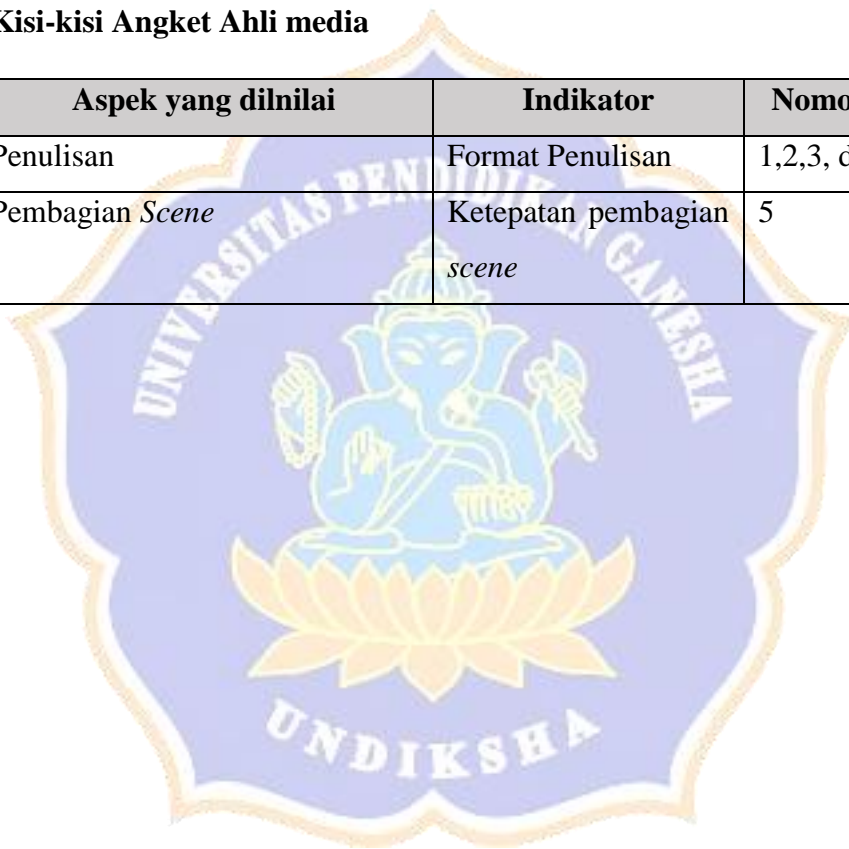 Kisi-kisi Angket Ahli media
Aspek yang dilnilai Indikator
Penulisan Format Penulisan 1,2,3,
Pembagian Scene Ketepatan pembagian 5
scene
UNIVERSITAS PENDIDIKAN GANESHA
UNDIKSHA